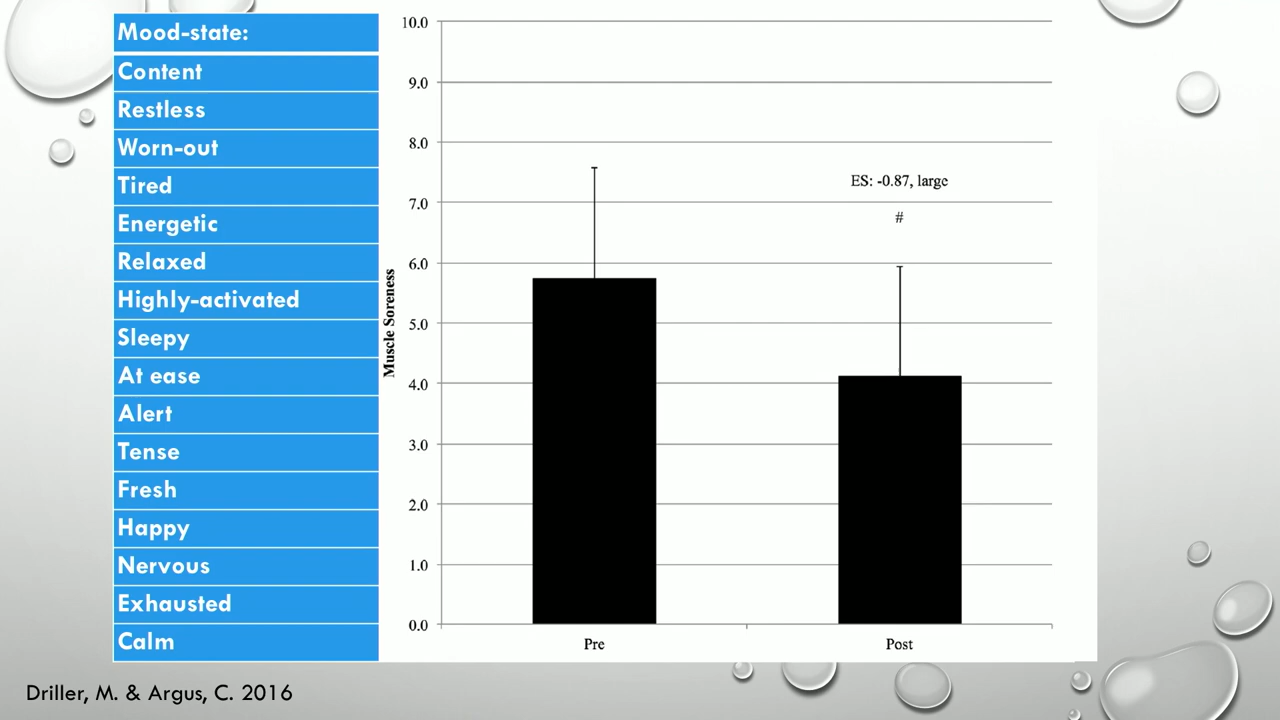 Mood-state:
Content
Restless
Worn-out
Tired
Energetic
Relaxed
Highly-activated
Sleepy
At ease
Alert
Tense
Fresh
Happy
Nervous
Exhausted
Calm
Muscle Soreness
10.0
9.0
8.0
7.0
6.0
5.0
4.0
3.0
2.0
1.0
0.0
ES: -0.87, large
#
Pre
Post
Driller, M. & Argus, C. 2016